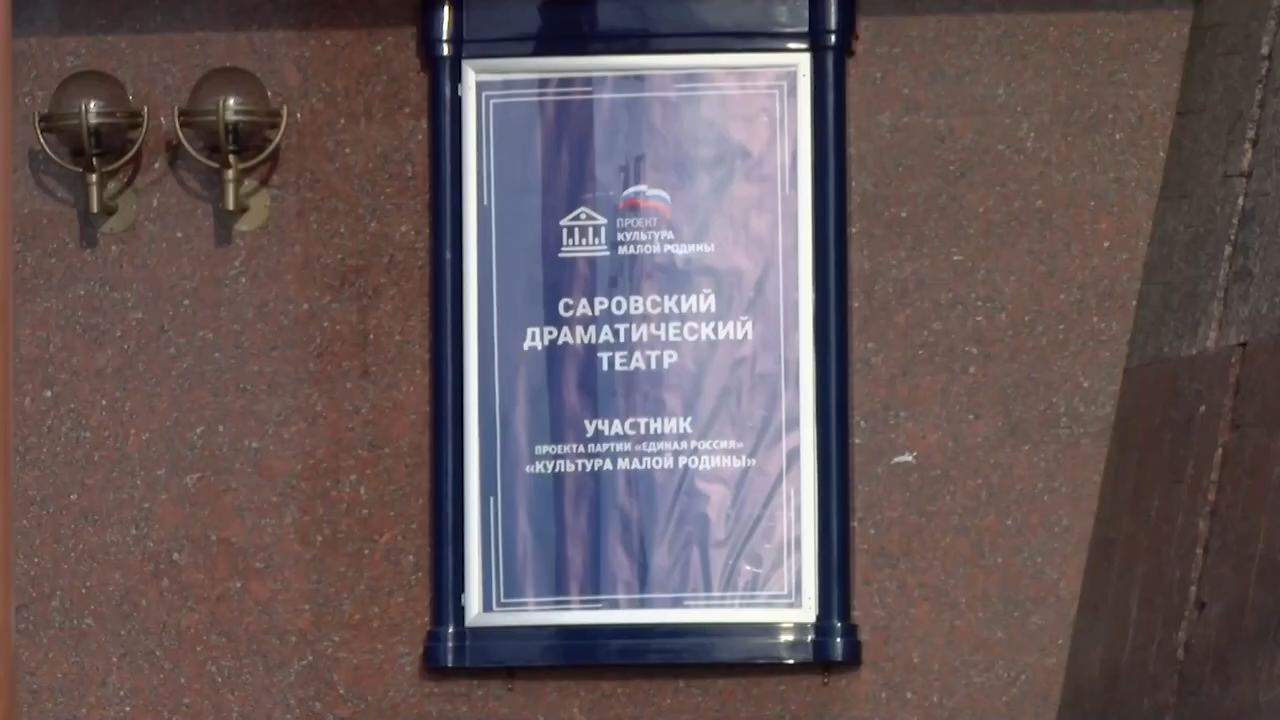 ПРОЕКТ
КУЛЬТУРА
МАЛОЙ РОДИНЫ
САРОВСКИЙ
ДРАМАТИЧЕСКИЙ
ТЕАТР
УЧАСТНИК
ПРОЕКТА ПАРТИИ «ЕДИНАЯ РОССИЯ»
«КУЛЬТУРА МАЛОЙ РОДИНЫ»